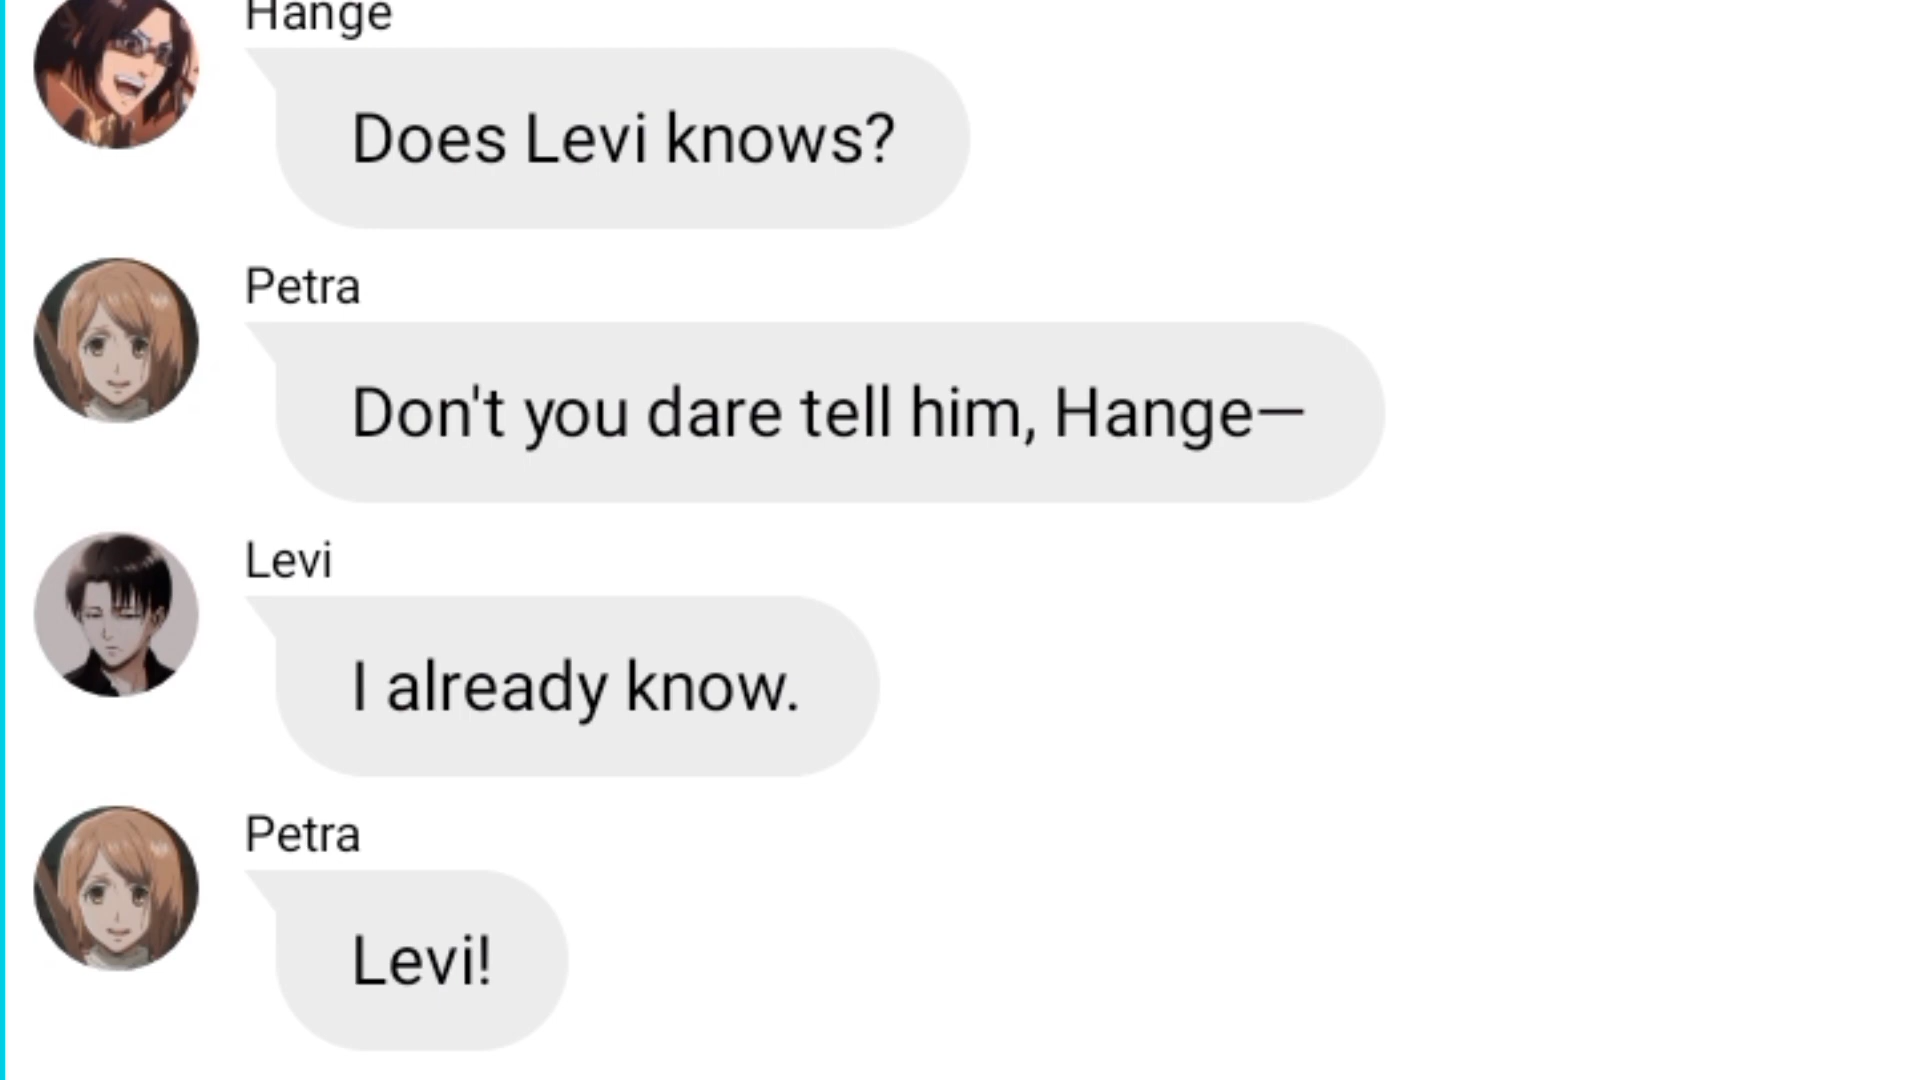 Hange
Does Levi knows?
Petra
Don't you dare tell him, Hange—
Levi
I already know.
Petra
Levi!